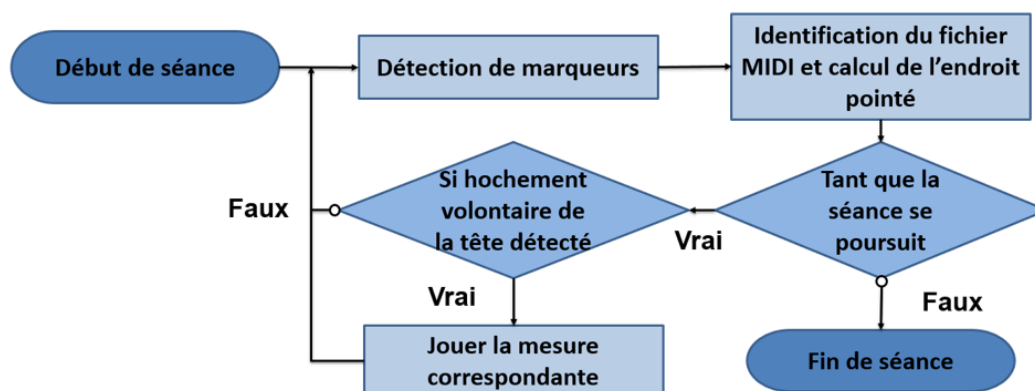 Début de séance
Détection de marqueurs
Identification du fichier
MIDI et calcul de l'endroit
pointé
Tant que la
séance se
poursuit
Vrai
Si hochement
volontaire de
la tête détecté
Faux
Vrai
Jouer la mesure
correspondante
Faux
Fin de séance